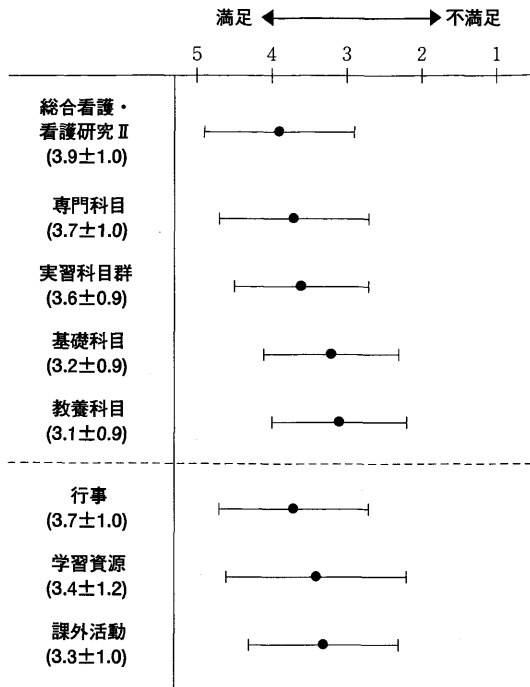 満足 ←→ 不満足
5 4 3 2 1
総合看護・
看護研究Ⅱ
(3.9±1.0)
専門科目
(3.7±1.0)
実習科目群
(3.6±0.9)
基礎科目
(3.2±0.9)
教養科目
(3.1±0.9)
行事
(3.7±1.0)
学習資源
(3.4±1.2)
課外活動
(3.3±1.0)